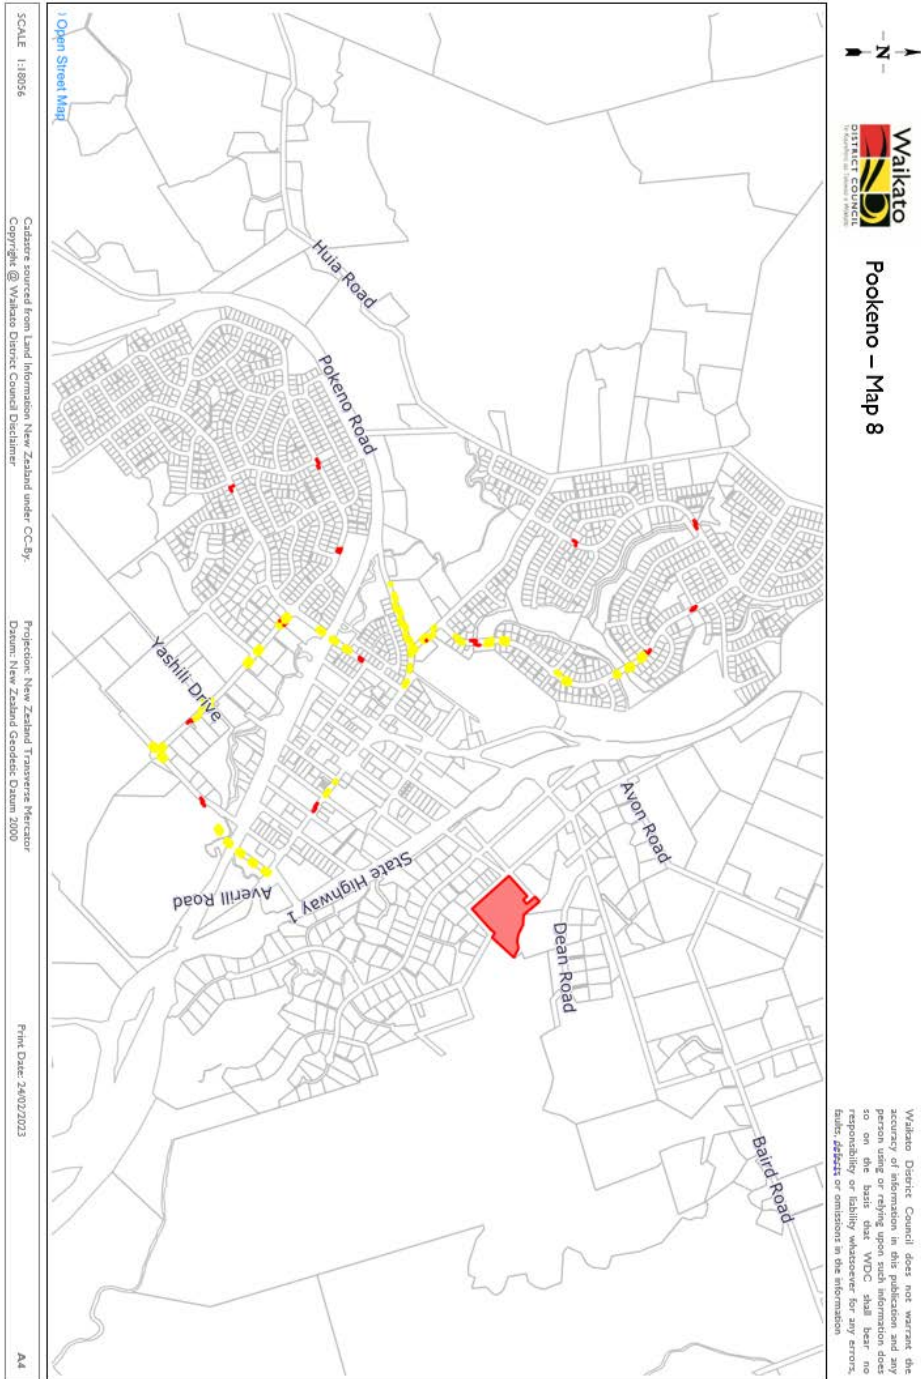 – N –
Waikato
DISTRICT COUNCIL
Pookeno – Map 8
Waikato District Council does not warrant the
accuracy of information in this publication and any
person using or relying upon such information does
so on the basis that WDC shall bear no
responsibility or liability whatsoever for any errors,
faults, defects or omissions in the information
Huia Road
Pokeno Road
Yashili Drive
Averill Road
State Highway 1
Avon Road
Dean Road
Baird Road
Open Street Map
SCALE 1:18056
Cadastre sourced from Land Information New Zealand under CC-By.
Copyright @ Waikato District Council Disclaimer
Projection: New Zealand Transverse Mercator
Datum: New Zealand Geodetic Datum 2000
Print Date: 24/02/2023
A4